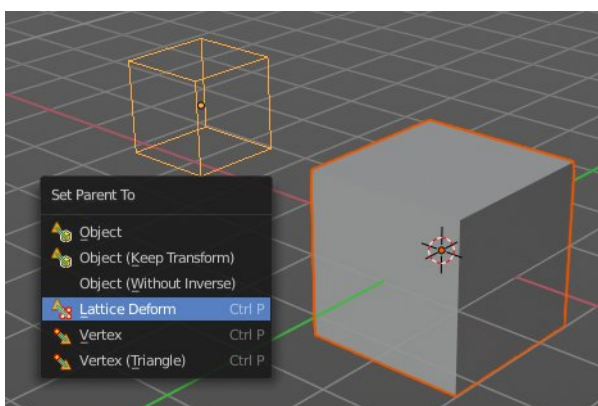 Set Parent To
Object
Object (Keep Transform)
Object (Without Inverse)
Lattice Deform Ctrl P
Vertex Ctrl P
Vertex (Triangle) Ctrl P